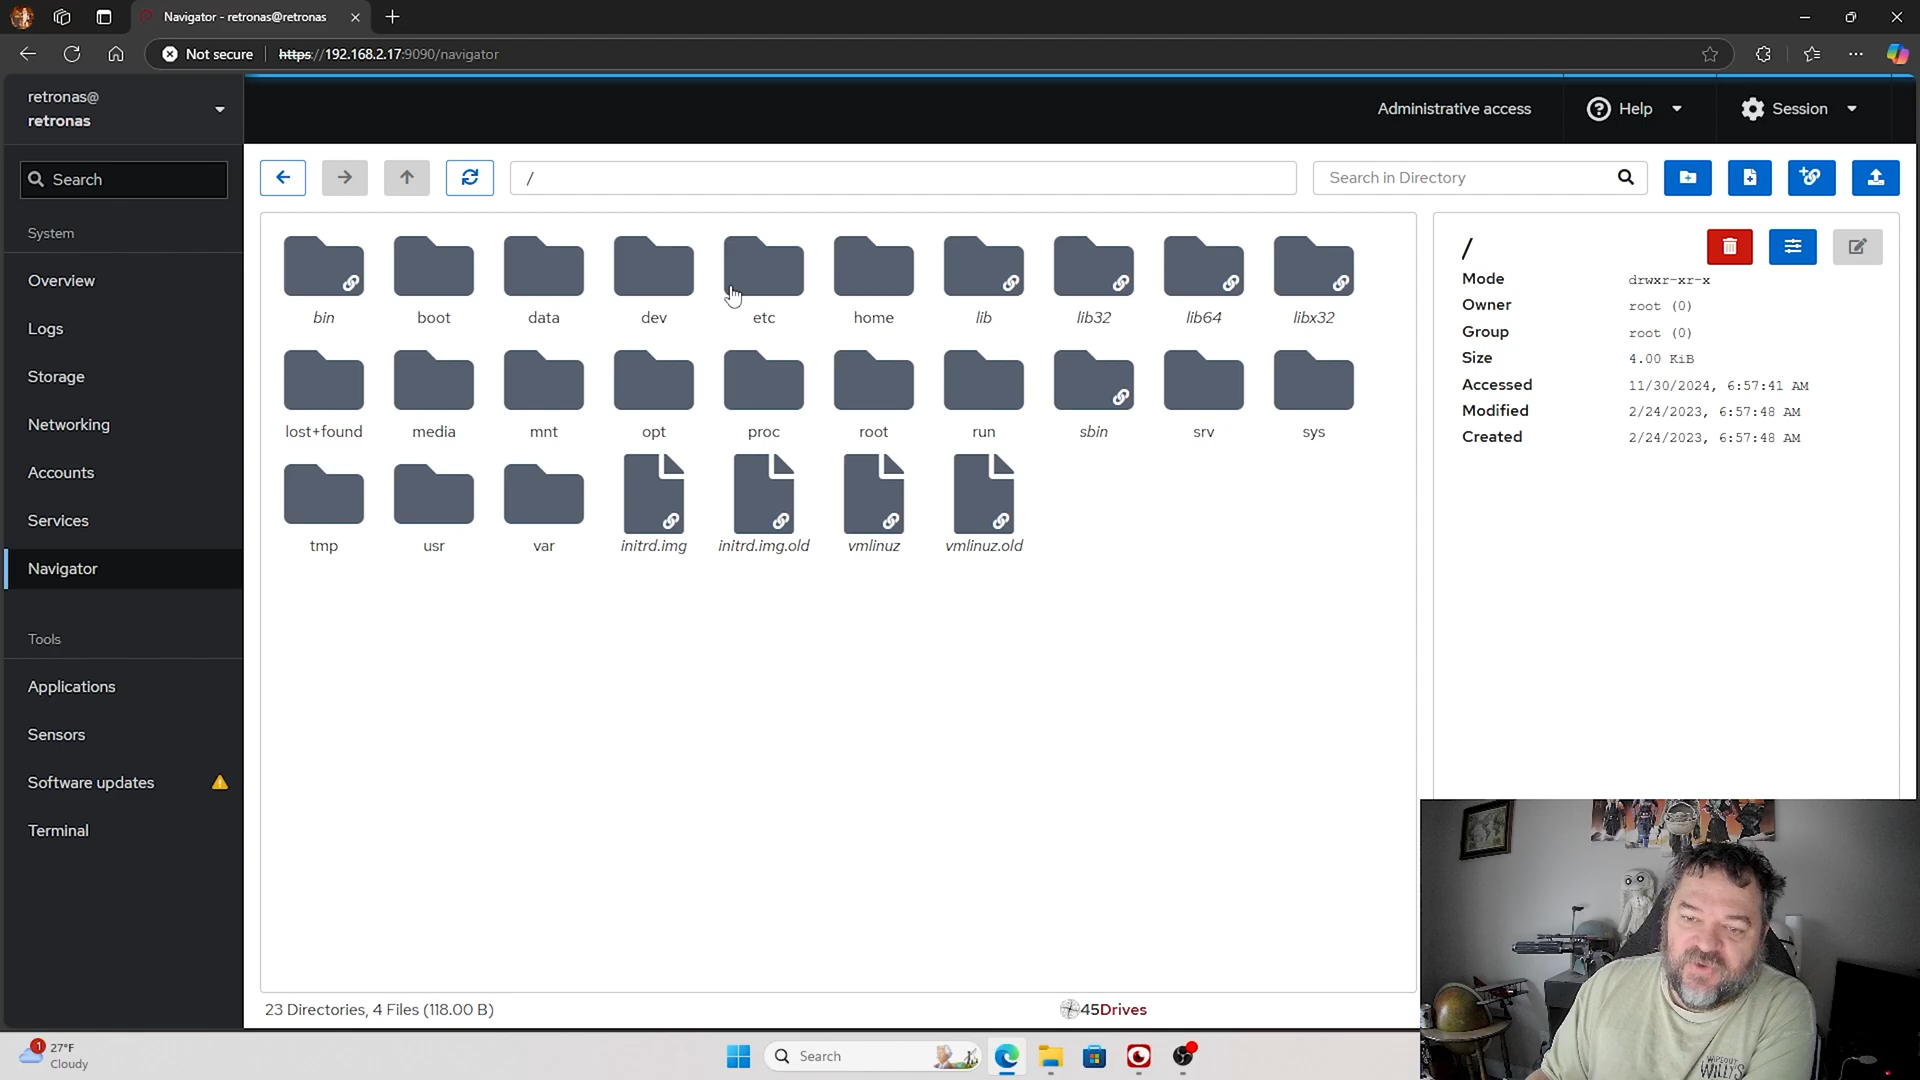 Navigator - retronas@retronas
Not secure
https://192.168.2.17:9090/navigator
retronas@
retronas
Administrative access
Help
Session
Search
/
Search in Directory
System
Overview
Logs
Storage
Networking
Accounts
Services
Navigator
Tools
Applications
Sensors
Software updates
Terminal
bin boot data dev etc home lib lib32 lib64 libx32
lost+found media mnt opt proc root run sbin srv sys
tmp usr var initrd.img initrd.img.old vmlinuz vmlinuz.old
/
Mode drwxr-xr-x
Owner root (0)
Group root (0)
Size 4.00 KiB
Accessed 11/30/2024, 6:57:41 AM
Modified 2/24/2023, 6:57:48 AM
Created 2/24/2023, 6:57:48 AM
23 Directories, 4 Files (118.00 B)
45Drives
WIPEOUT
WILLY'S
1
27°F
Cloudy
Search